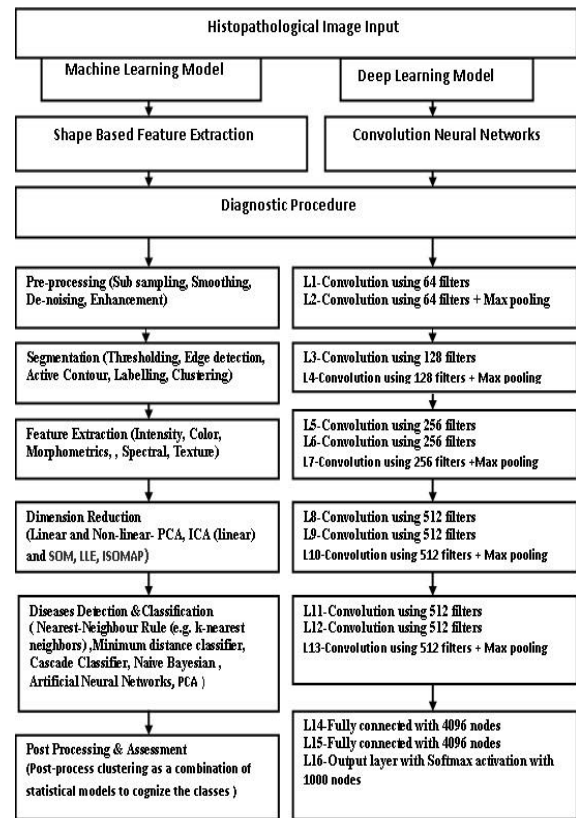 Histopathological Image Input
Machine Learning Model
Deep Learning Model
Shape Based Feature Extraction
Convolution Neural Networks
Diagnostic Procedure
Pre-processing (Sub sampling, Smoothing,
De-noising, Enhancement)
L1-Convolution using 64 filters
L2-Convolution using 64 filters + Max pooling
Segmentation (Thresholding, Edge detection,
Active Contour, Labelling, Clustering)
L3-Convolution using 128 filters
L4-Convolution using 128 filters + Max pooling
Feature Extraction (Intensity, Color,
Morphometrics, , Spectral, Texture)
L5-Convolution using 256 filters
L6-Convolution using 256 filters
L7-Convolution using 256 filters +Max pooling
Dimension Reduction
(Linear and Non-linear- PCA, ICA (linear)
and SOM, LLE, ISOMAP)
L8-Convolution using 512 filters
L9-Convolution using 512 filters
L10-Convolution using 512 filters + Max pooling
Diseases Detection & Classification
( Nearest-Neighbour Rule (e.g. k-nearest
neighbors) ,Minimum distance classifier,
Cascade Classifier, Naive Bayesian ,
Artificial Neural Networks, PCA )
L11-Convolution using 512 filters
L12-Convolution using 512 filters
L13-Convolution using 512 filters + Max pooling
Post Processing & Assessment
(Post-process clustering as a combination of
statistical models to cognize the classes )
L14-Fully connected with 4096 nodes
L15-Fully connected with 4096 nodes
L16-Output layer with Softmax activation with
1000 nodes